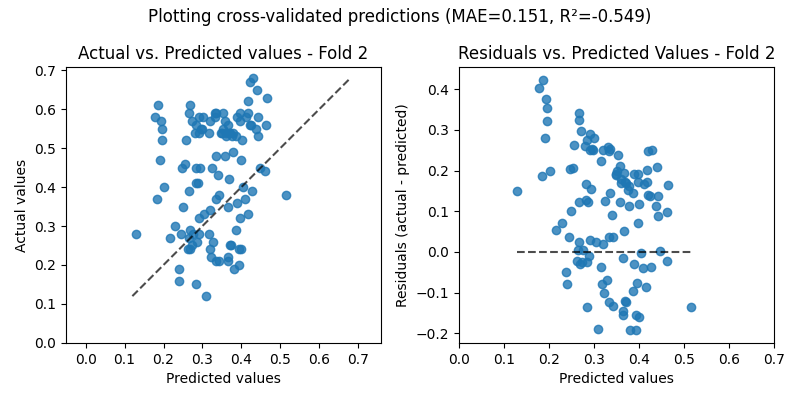 Plotting cross-validated predictions (MAE=0.151, R²=-0.549)
Actual vs. Predicted values - Fold 2
Actual values
0.7
0.6
0.5
0.4
0.3
0.2
0.1
0.0
0.0 0.1 0.2 0.3 0.4 0.5 0.6 0.7
Predicted values
Residuals vs. Predicted Values - Fold 2
Residuals (actual - predicted)
0.4
0.3
0.2
0.1
0.0
−0.1
−0.2
0.0 0.1 0.2 0.3 0.4 0.5 0.6 0.7
Predicted values